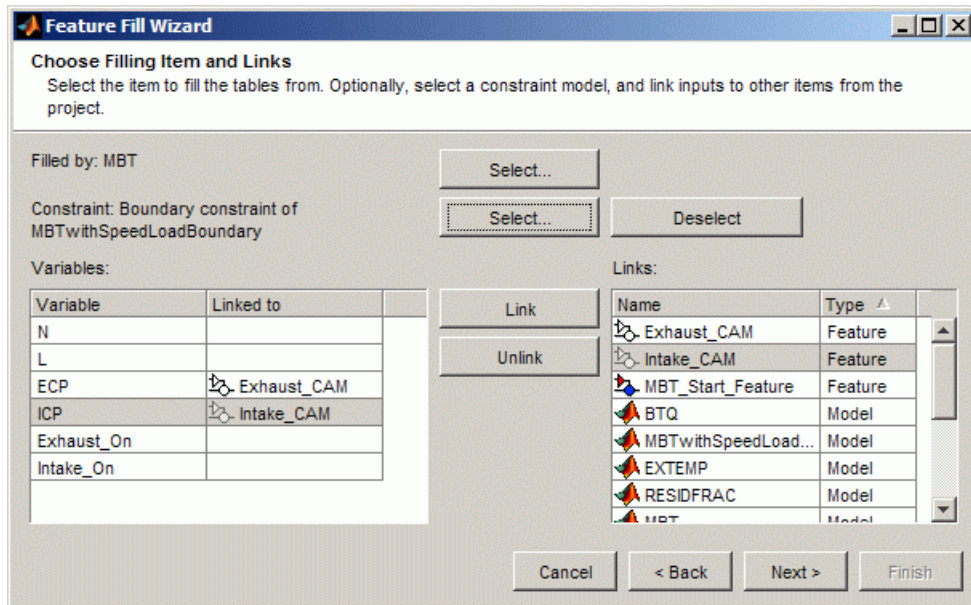 Feature Fill Wizard
Choose Filling Item and Links
Select the item to fill the tables from. Optionally, select a constraint model, and link inputs to other items from the
project.
Filled by: MBT
Select...
Constraint: Boundary constraint of
MBTwithSpeedLoadBoundary
Select...
Deselect
Variables:
Links:
Variable Linked to
N
L
ECP Exhaust_CAM
ICP Intake_CAM
Exhaust_On
Intake_On
Link
Unlink
Name Type
Exhaust_CAM Feature
Intake_CAM Feature
MBT_Start_Feature Feature
BTQ Model
MBTwithSpeedLoad... Model
EXTEMP Model
RESIDFRAC Model
MBT Model
Cancel < Back Next > Finish